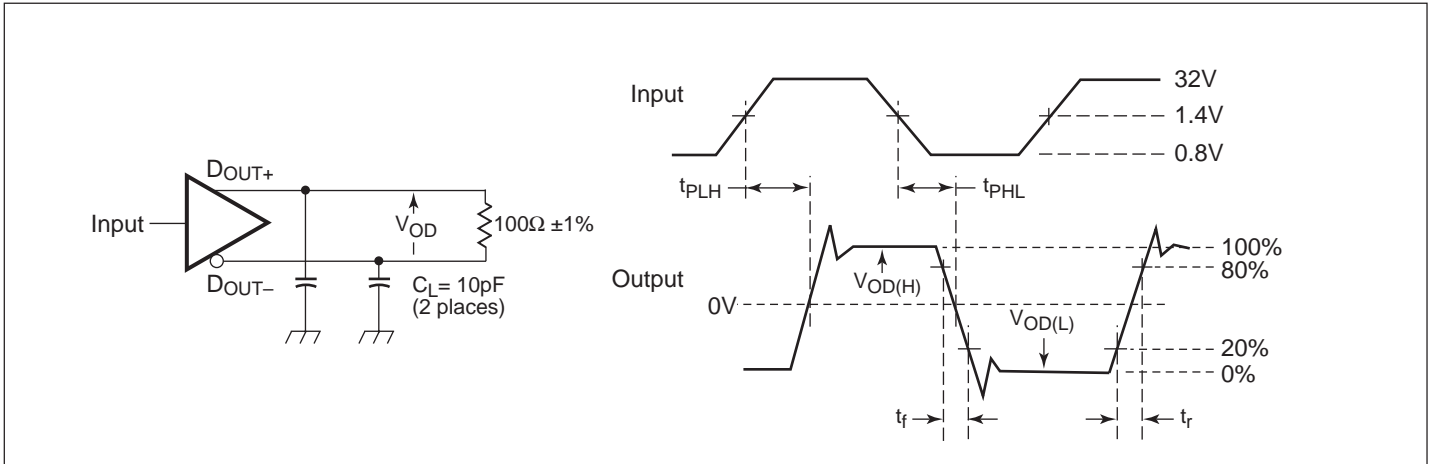 Input
DOUT+
DOUT–
VOD
100Ω ±1%
CL= 10pF
(2 places)
Input
32V
1.4V
0.8V
tPLH
tPHL
Output
0V
VOD(H)
VOD(L)
100%
80%
20%
0%
tf
tr